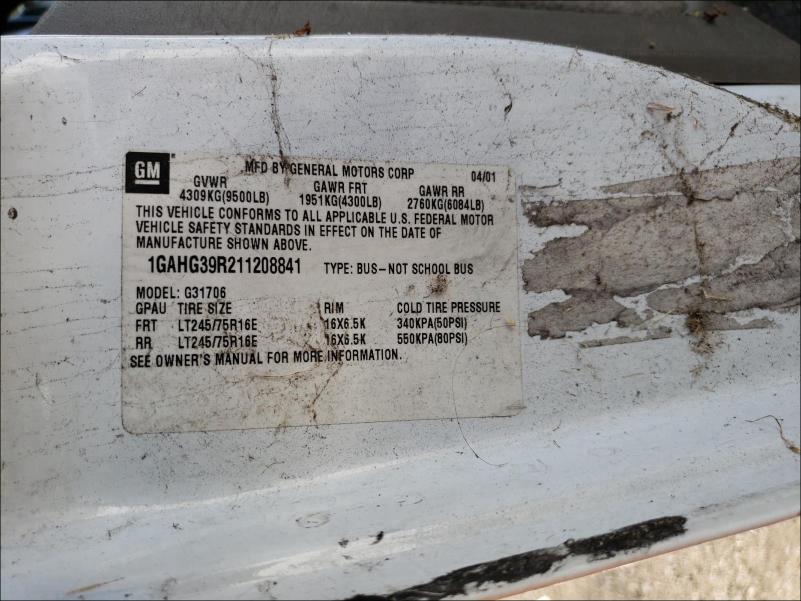 GM
MFD BY GENERAL MOTORS CORP 04/01
GVWR GAWR FRT GAWR RR
4309KG(9500LB) 1951KG(4300LB) 2760KG(6084LB)
THIS VEHICLE CONFORMS TO ALL APPLICABLE U.S. FEDERAL MOTOR
VEHICLE SAFETY STANDARDS IN EFFECT ON THE DATE OF
MANUFACTURE SHOWN ABOVE.
1GAHG39R211208841 TYPE: BUS-NOT SCHOOL BUS
MODEL: G31706
GPAU TIRE SIZE RIM COLD TIRE PRESSURE
FRT LT245/75R16E 16X6.5K 340KPA(50PSI)
RR LT245/75R16E 16X6.5K 550KPA(80PSI)
SEE OWNER'S MANUAL FOR MORE INFORMATION.